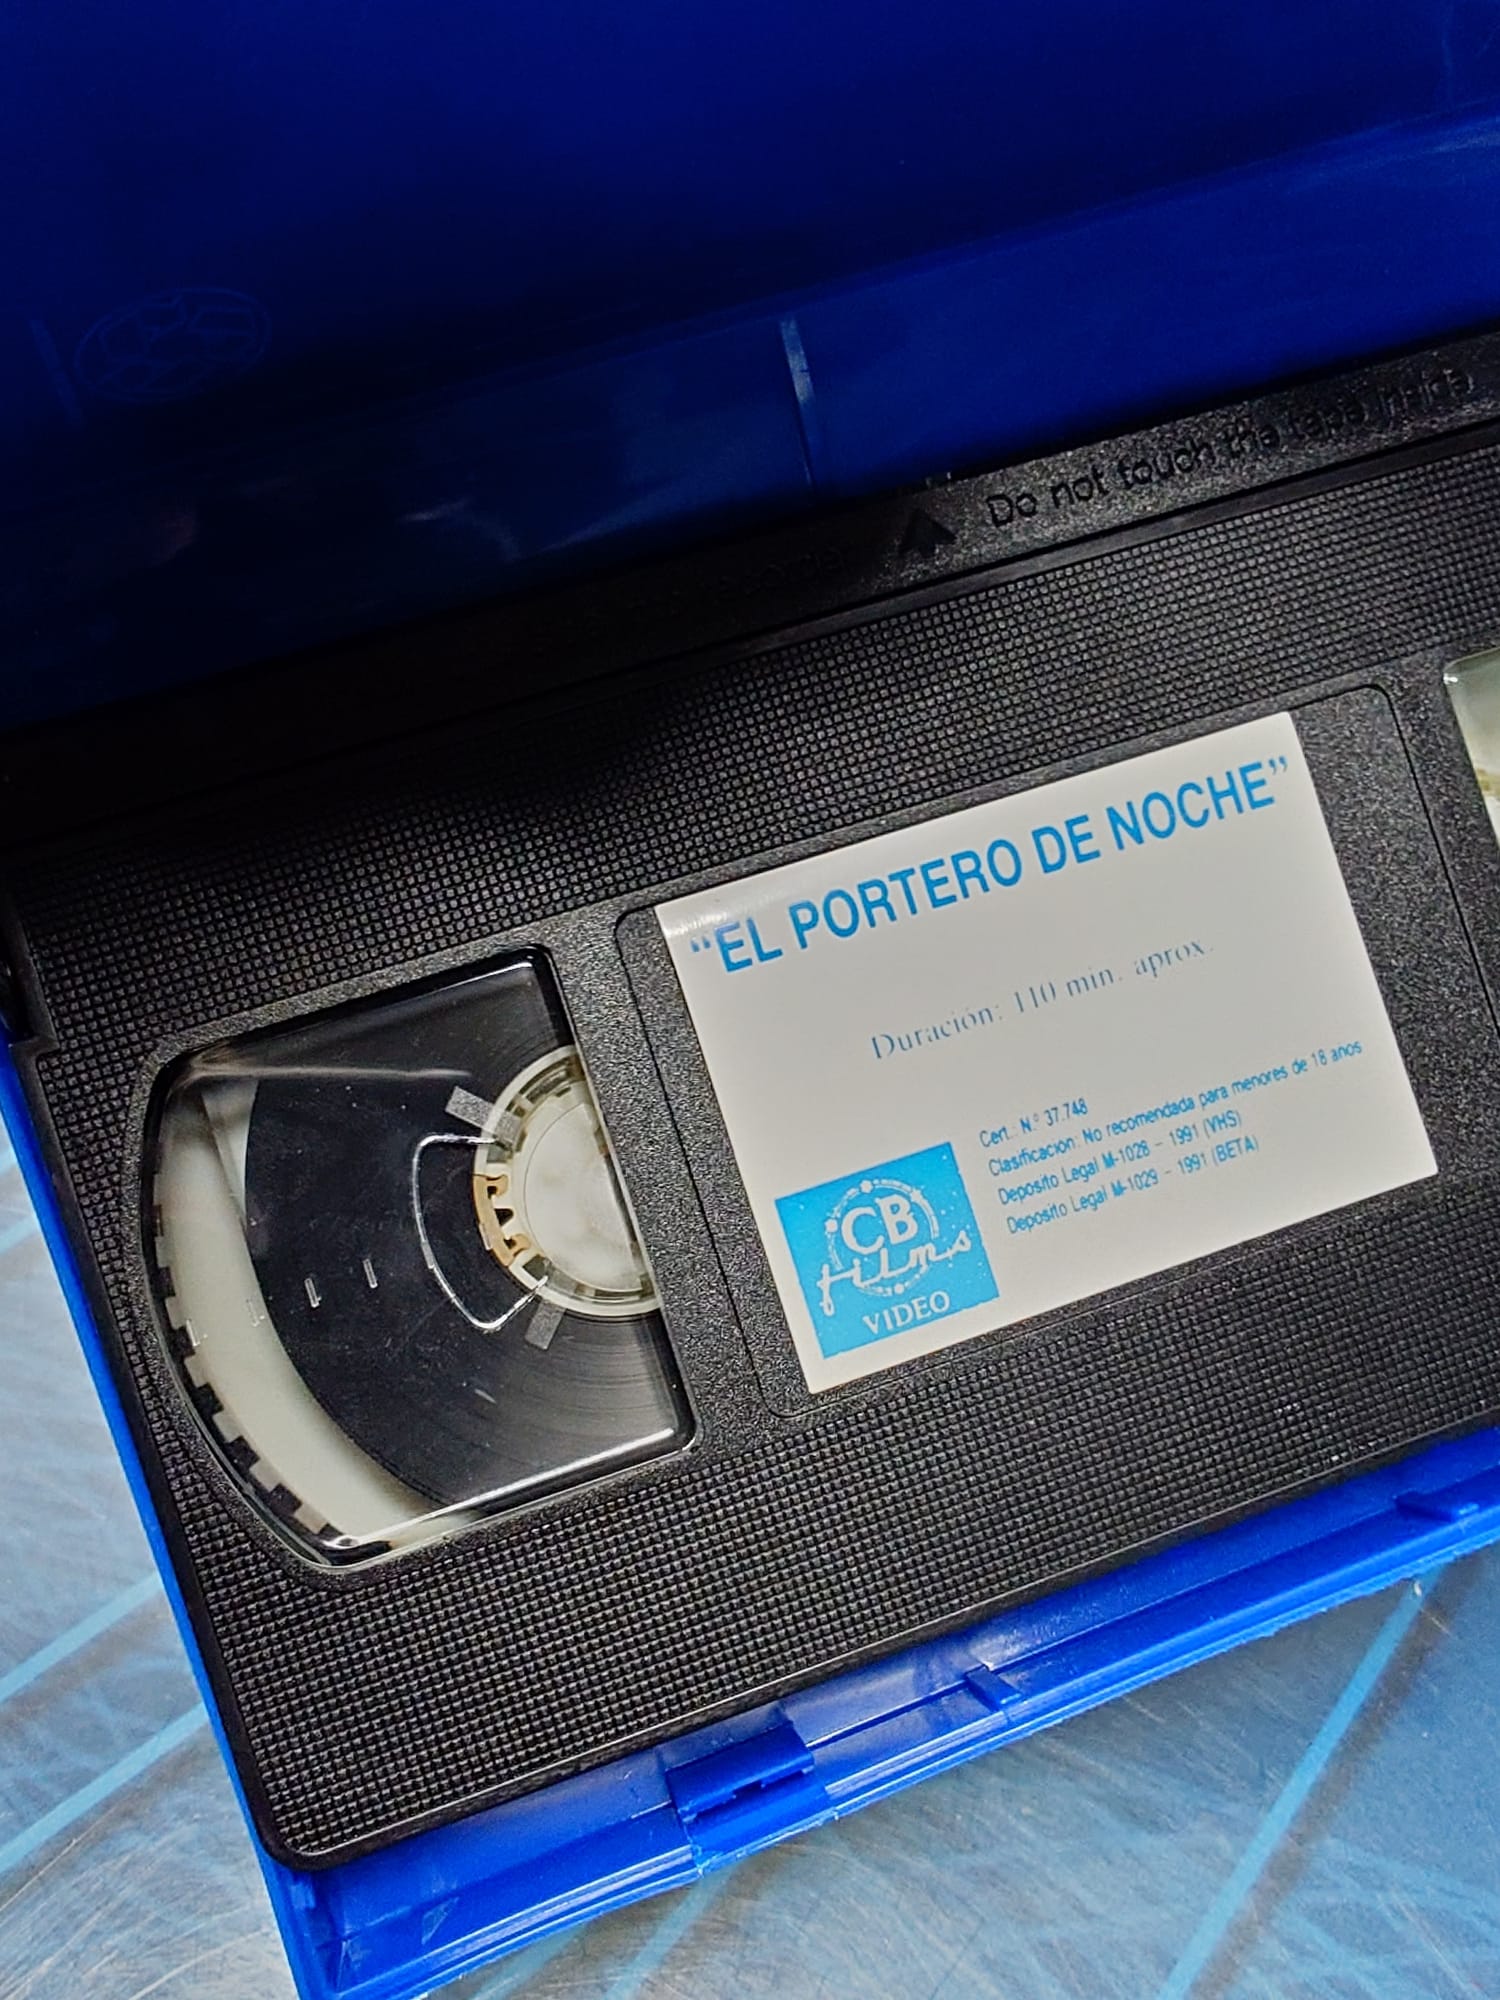 Do not touch the tape inside
"EL PORTERO DE NOCHE"
Duración: 110 min. aprox.
Cert.: N.º 37.748
Clasificación: No recomendada para menores de 18 años
Deposito Legal M-1028 - 1991 (VHS)
Deposito Legal M-1029 - 1991 (BETA)
CB
films
VIDEO